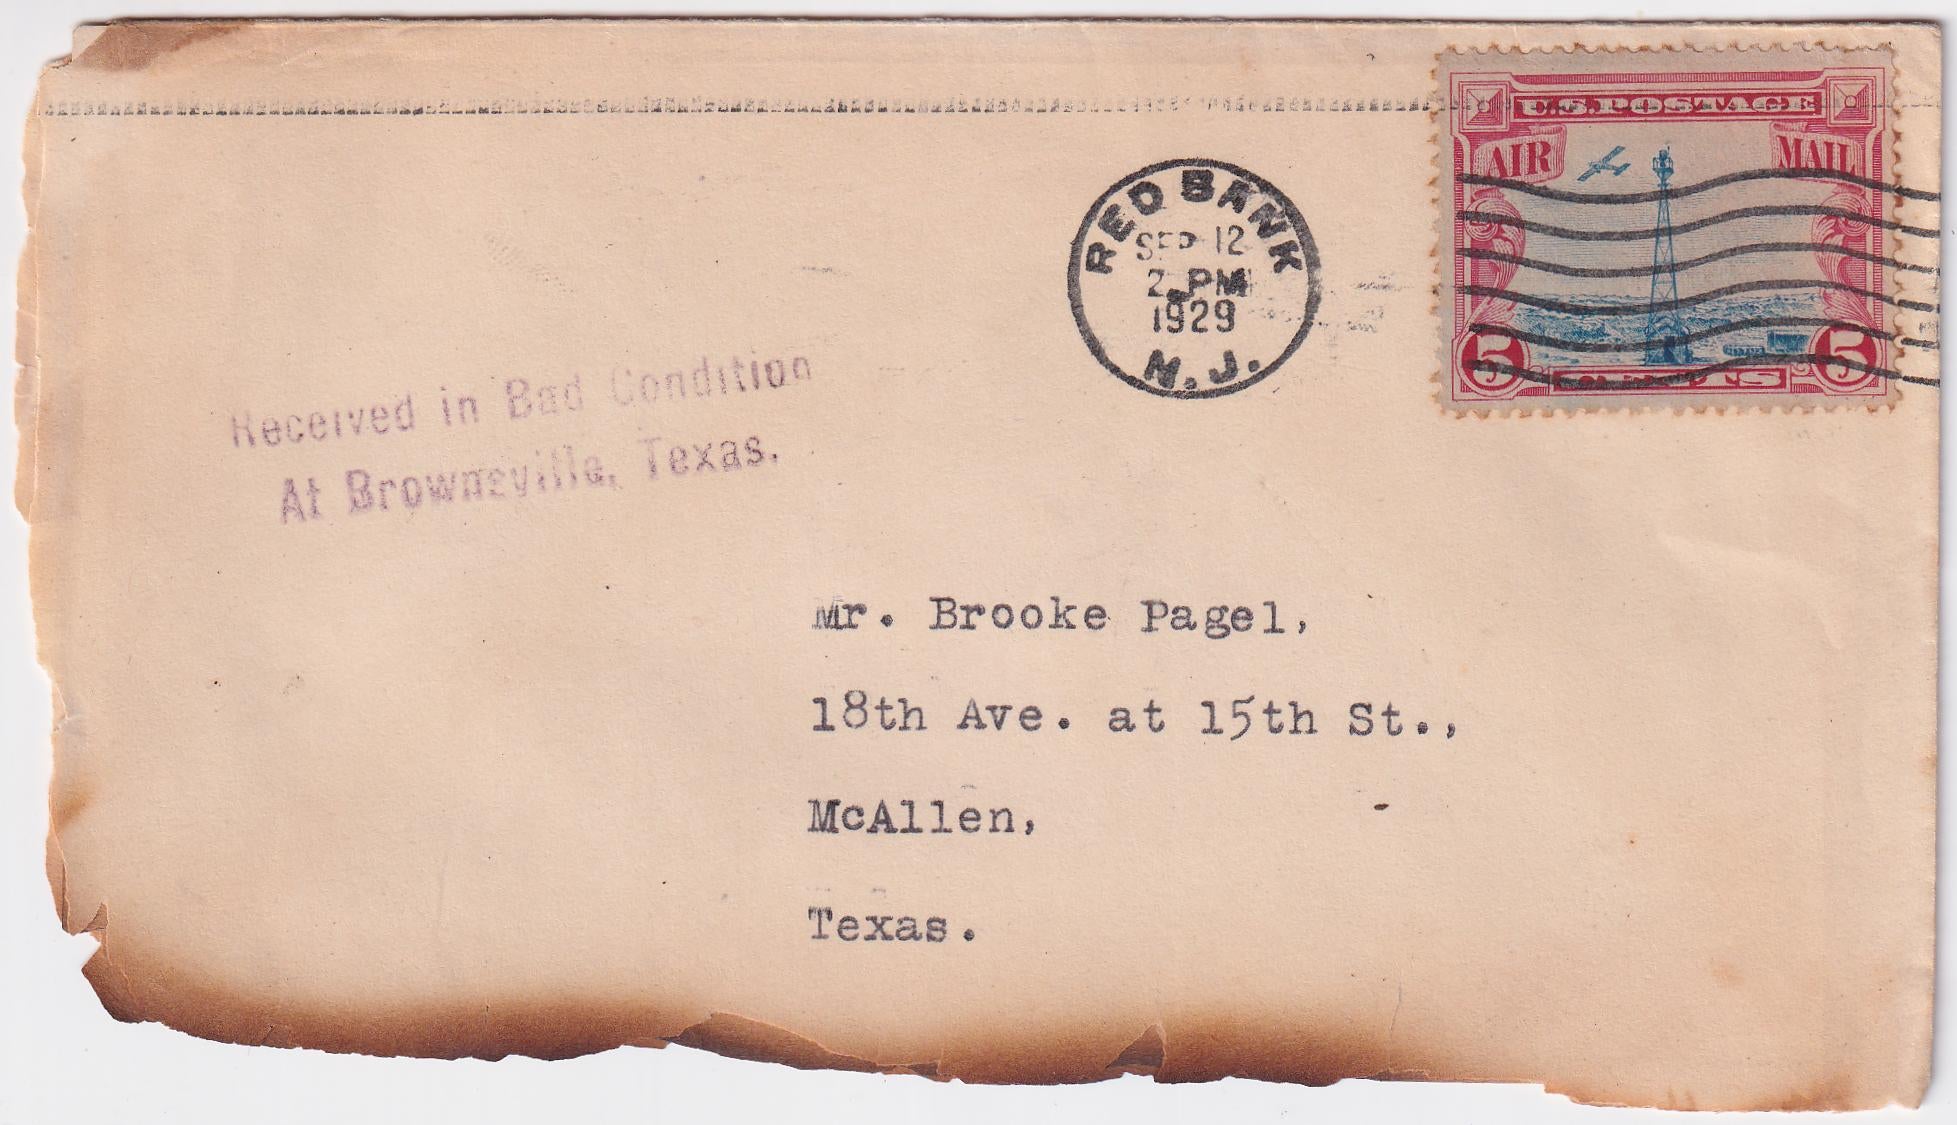 U.S. POSTAGE
AIR MAIL
5 CENTS 5
RED BANK
SEP 12
2 PM
1929
N.J.
Received in Bad Condition
At Brownsville, Texas.
Mr. Brooke Pagel,
18th Ave. at 15th St.,
McAllen,
Texas.